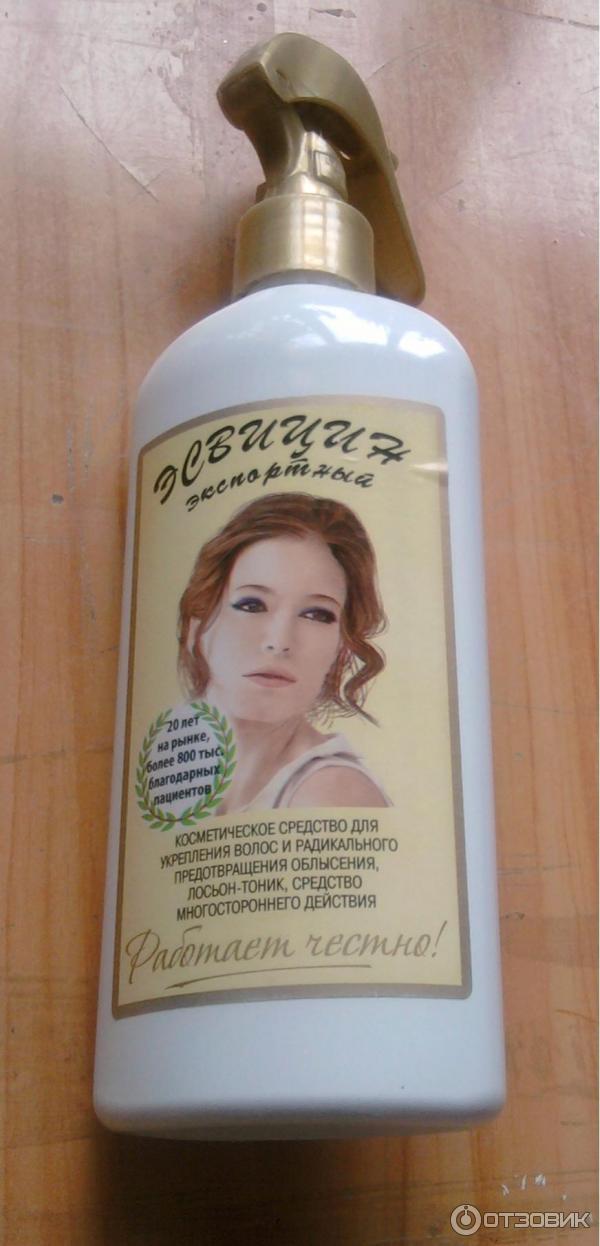 ЭСВИЦИН
экспортный
20 лет
на рынке,
более 800 тыс.
благодарных
пациентов
КОСМЕТИЧЕСКОЕ СРЕДСТВО ДЛЯ
УКРЕПЛЕНИЯ ВОЛОС И РАДИКАЛЬНОГО
ПРЕДОТВРАЩЕНИЯ ОБЛЫСЕНИЯ,
ЛОСЬОН-ТОНИК, СРЕДСТВО
МНОГОСТОРОННЕГО ДЕЙСТВИЯ
Работает честно!
ОТЗОВИК